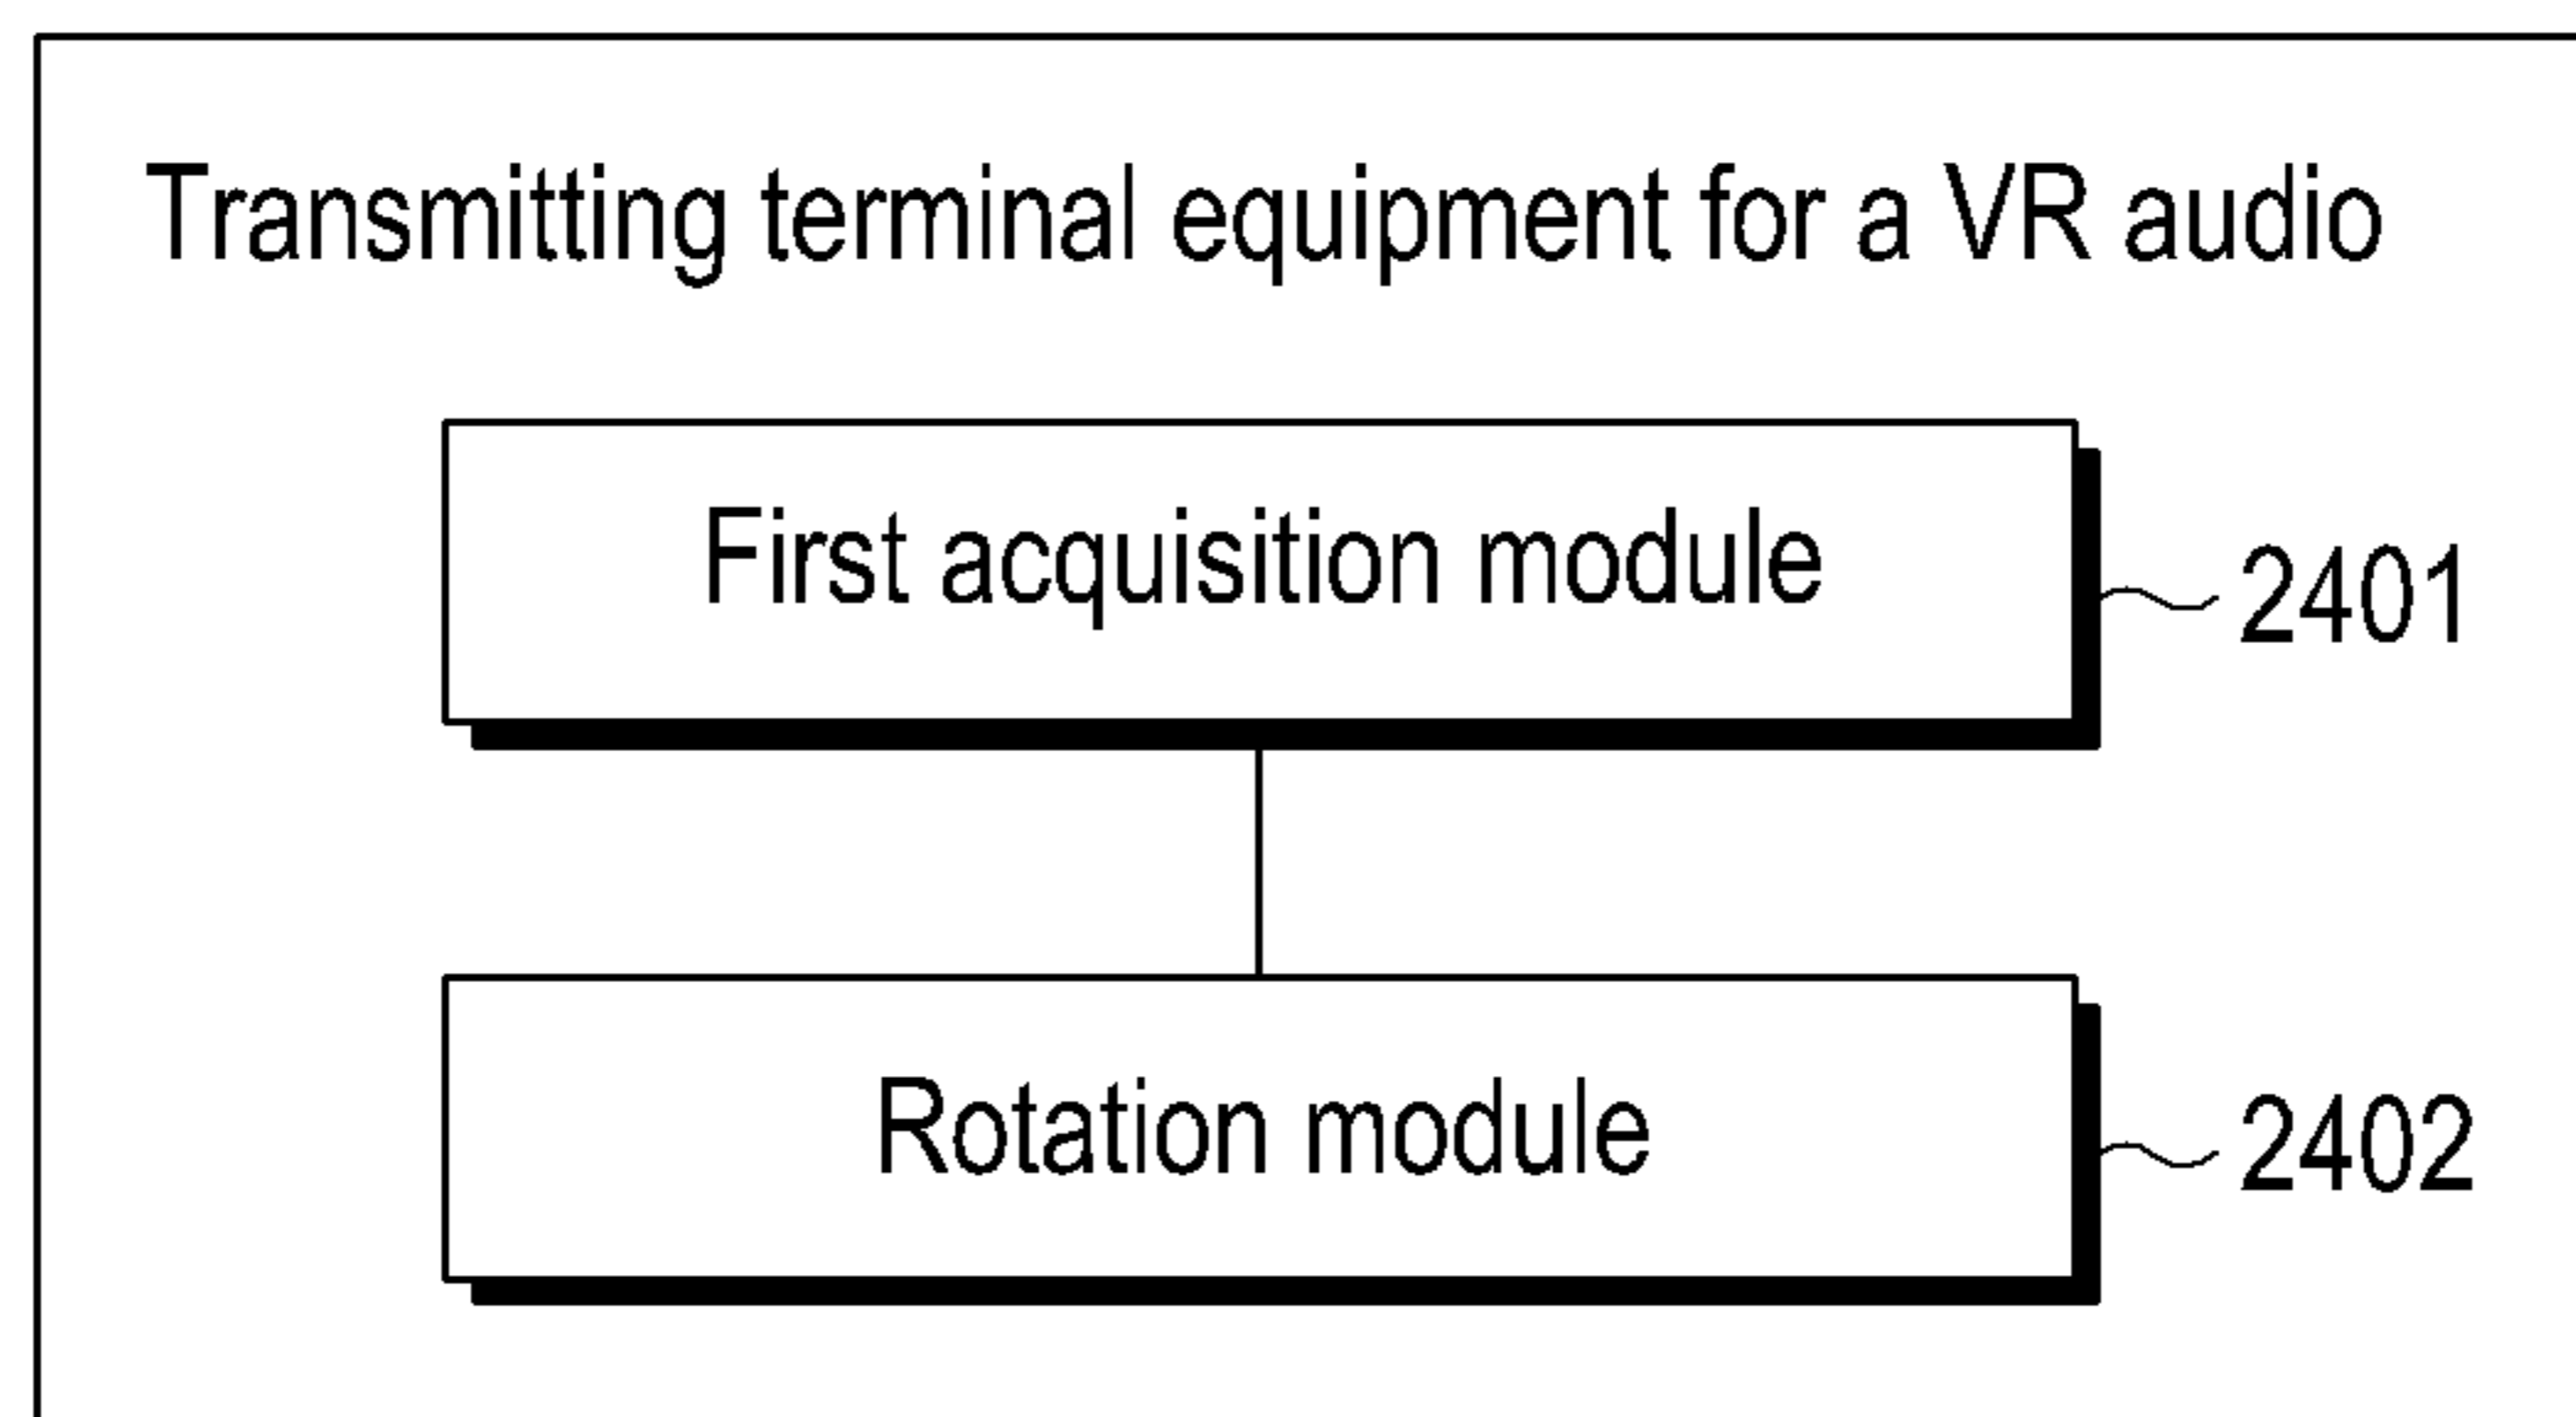 Transmitting terminal equipment for a VR audio
First acquisition module
2401
Rotation module
2402